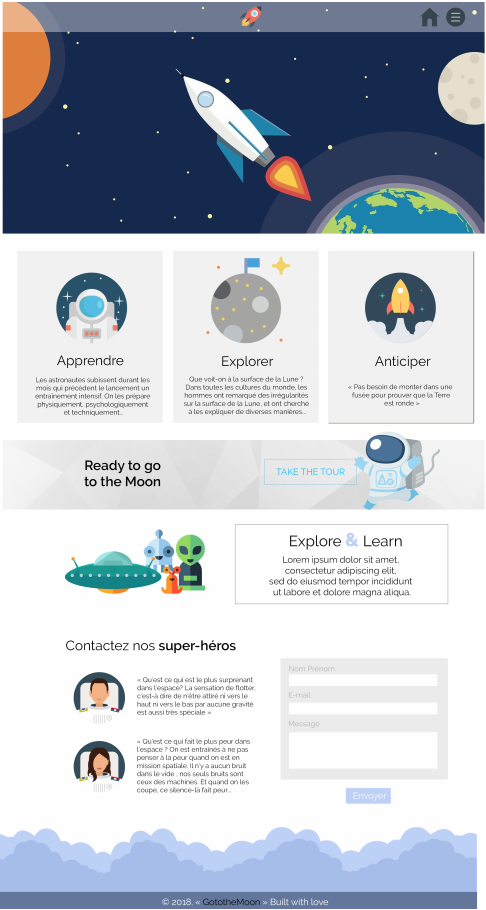 Apprendre
Les astronautes subissent durant les
mois qui précédent le lancement un
entraînement intensif. On les prépare
physiquement, psychologiquement
et techniquement...
Explorer
Que voit-on à la surface de la Lune ?
Dans toutes les cultures du monde, les
hommes ont remarqué des irrégularités
sur la surface de la Lune, et ont cherché
à les expliquer de diverses manières...
Anticiper
« Pas besoin de monter dans une
fusée pour prouver que la Terre
est ronde »
Ready to go
to the Moon
TAKE THE TOUR
Explore & Learn
Lorem ipsum dolor sit amet,
consectetur adipiscing elit,
sed do eiusmod tempor incididunt
ut labore et dolore magna aliqua.
Contactez nos super-héros
« Qu'est ce qui est le plus surprenant
dans l'espace? La sensation de flotter,
c'est-à dire de n'être attiré ni vers le
haut ni vers le bas par aucune gravité
est aussi très spéciale »
« Qu'est ce qui fait le plus peur dans
l'espace ? On est entraînés à ne pas
penser à la peur quand on est en
mission spatiale. Il n'y a aucun bruit
dans le vide , nos seuls bruits sont
ceux des machines. Et quand on les
coupe, ce silence-là fait peur...
Nom Prénom
E-mail
Message
Envoyer
© 2018. « GototheMoon » Built with love